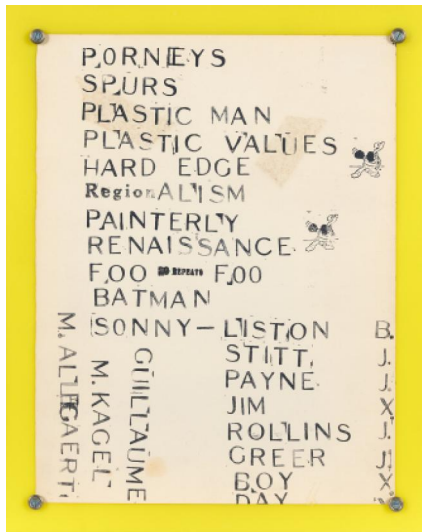 PORNEYS
SPURS
PLASTIC MAN
PLASTIC VALUES
HARD EDGE
RegionALISM
PAINTERLY
RENAISSANCE
FOO NO REPEATS FOO
BATMAN
SONNY – LISTON B.
STITT, J.
PAYNE J.
JIM X
ROLLINS J.
GREER J.
BOY X
DAY
GUILLAUME
M. KAGEL